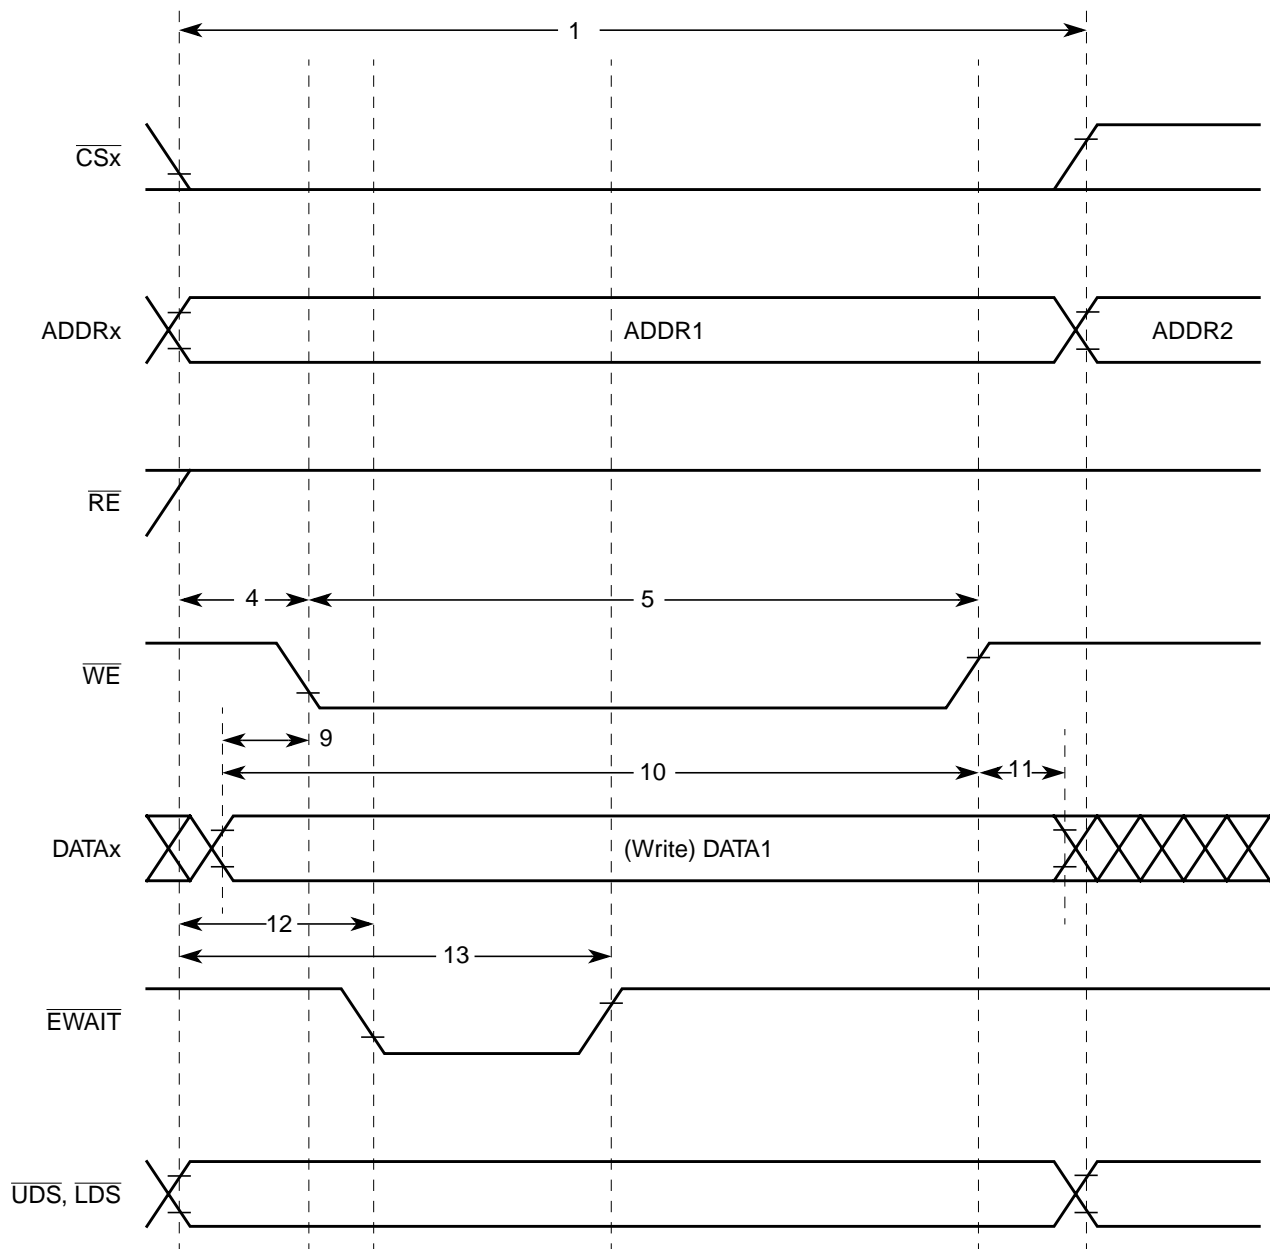 1
CSx
ADDRx
ADDR1
ADDR2
RE
4
5
WE
9
10
11
DATAx
(Write) DATA1
12
13
EWAIT
UDS, LDS